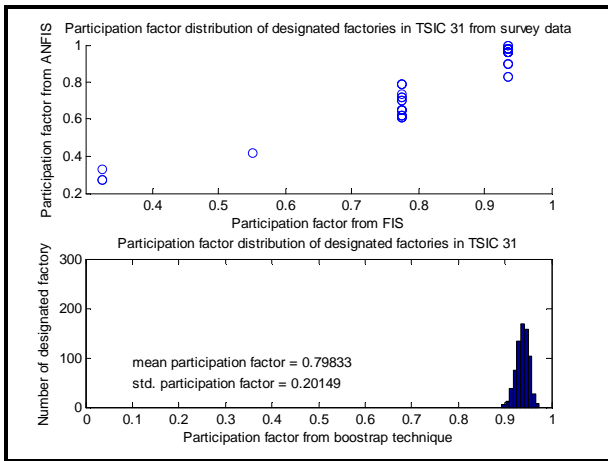 Participation factor distribution of designated factories in TSIC 31 from survey data
Participation factor from ANFIS
1
0.8
0.6
0.4
0.2
0.4 0.5 0.6 0.7 0.8 0.9 1
Participation factor from FIS
Participation factor distribution of designated factories in TSIC 31
Number of designated factory
300
200
100
0
mean participation factor = 0.79833
std. participation factor = 0.20149
0 0.1 0.2 0.3 0.4 0.5 0.6 0.7 0.8 0.9 1
Participation factor from boostrap technique